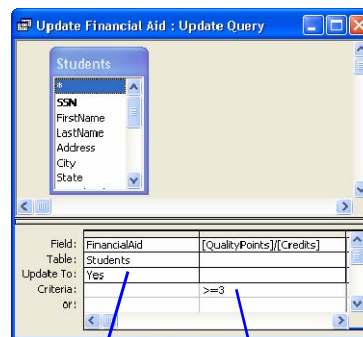 Update Financial Aid : Update Query
Students
*
SSN
FirstName
LastName
Address
City
State
Field: FinancialAid [QualityPoints]/[Credits]
Table: Students
Update To: Yes
Criteria: >=3
or: